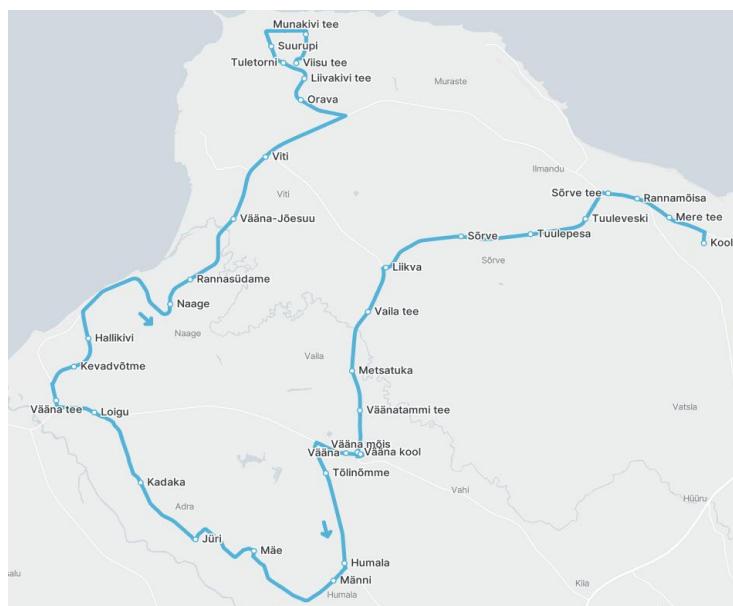 Munakivi tee
Suurupi
Tuletorni
Viisu tee
Liivakivi tee
Muraste
Orava
Viti
Ilmandu
Viti
Sõrve tee
Rannamõisa
Vääna-Jõesuu
Tuuleveski
Mere tee
Sõrve
Tuulepesa
Kool
Liikva
Sõrve
Rannasüdame
Naage
Vaila tee
Naage
Hallikivi
Vaila
Kevadvõtme
Metsatuka
Vääna tee
Loigu
Väänatammi tee
Vatsla
Vääna mõis
Vääna
Vääna kool
Tõlinõmme
Kadaka
Vahi
Hüüru
Adra
Jüri
Mäe
Humala
salu
Männi
Kiia
Humala